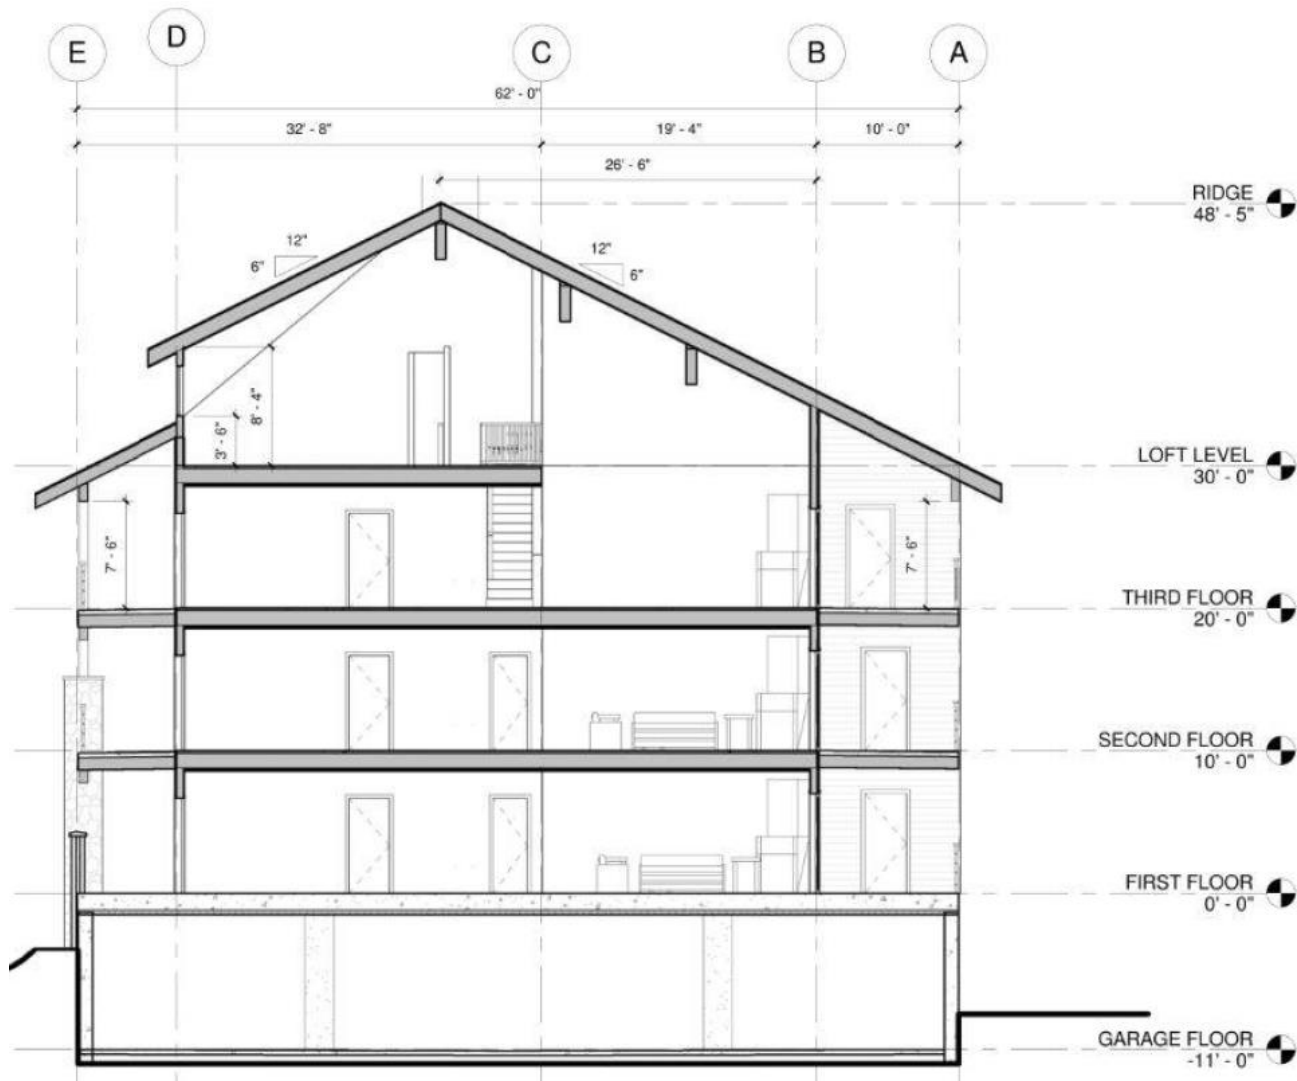 E
D
C
B
A
62' - 0"
32' - 8"
19' - 4"
10' - 0"
26' - 6"
RIDGE
48' - 5"
12"
6"
12"
6"
8' - 4"
3' - 6"
LOFT LEVEL
30' - 0"
7' - 6"
7' - 6"
THIRD FLOOR
20' - 0"
SECOND FLOOR
10' - 0"
FIRST FLOOR
0' - 0"
GARAGE FLOOR
-11' - 0"